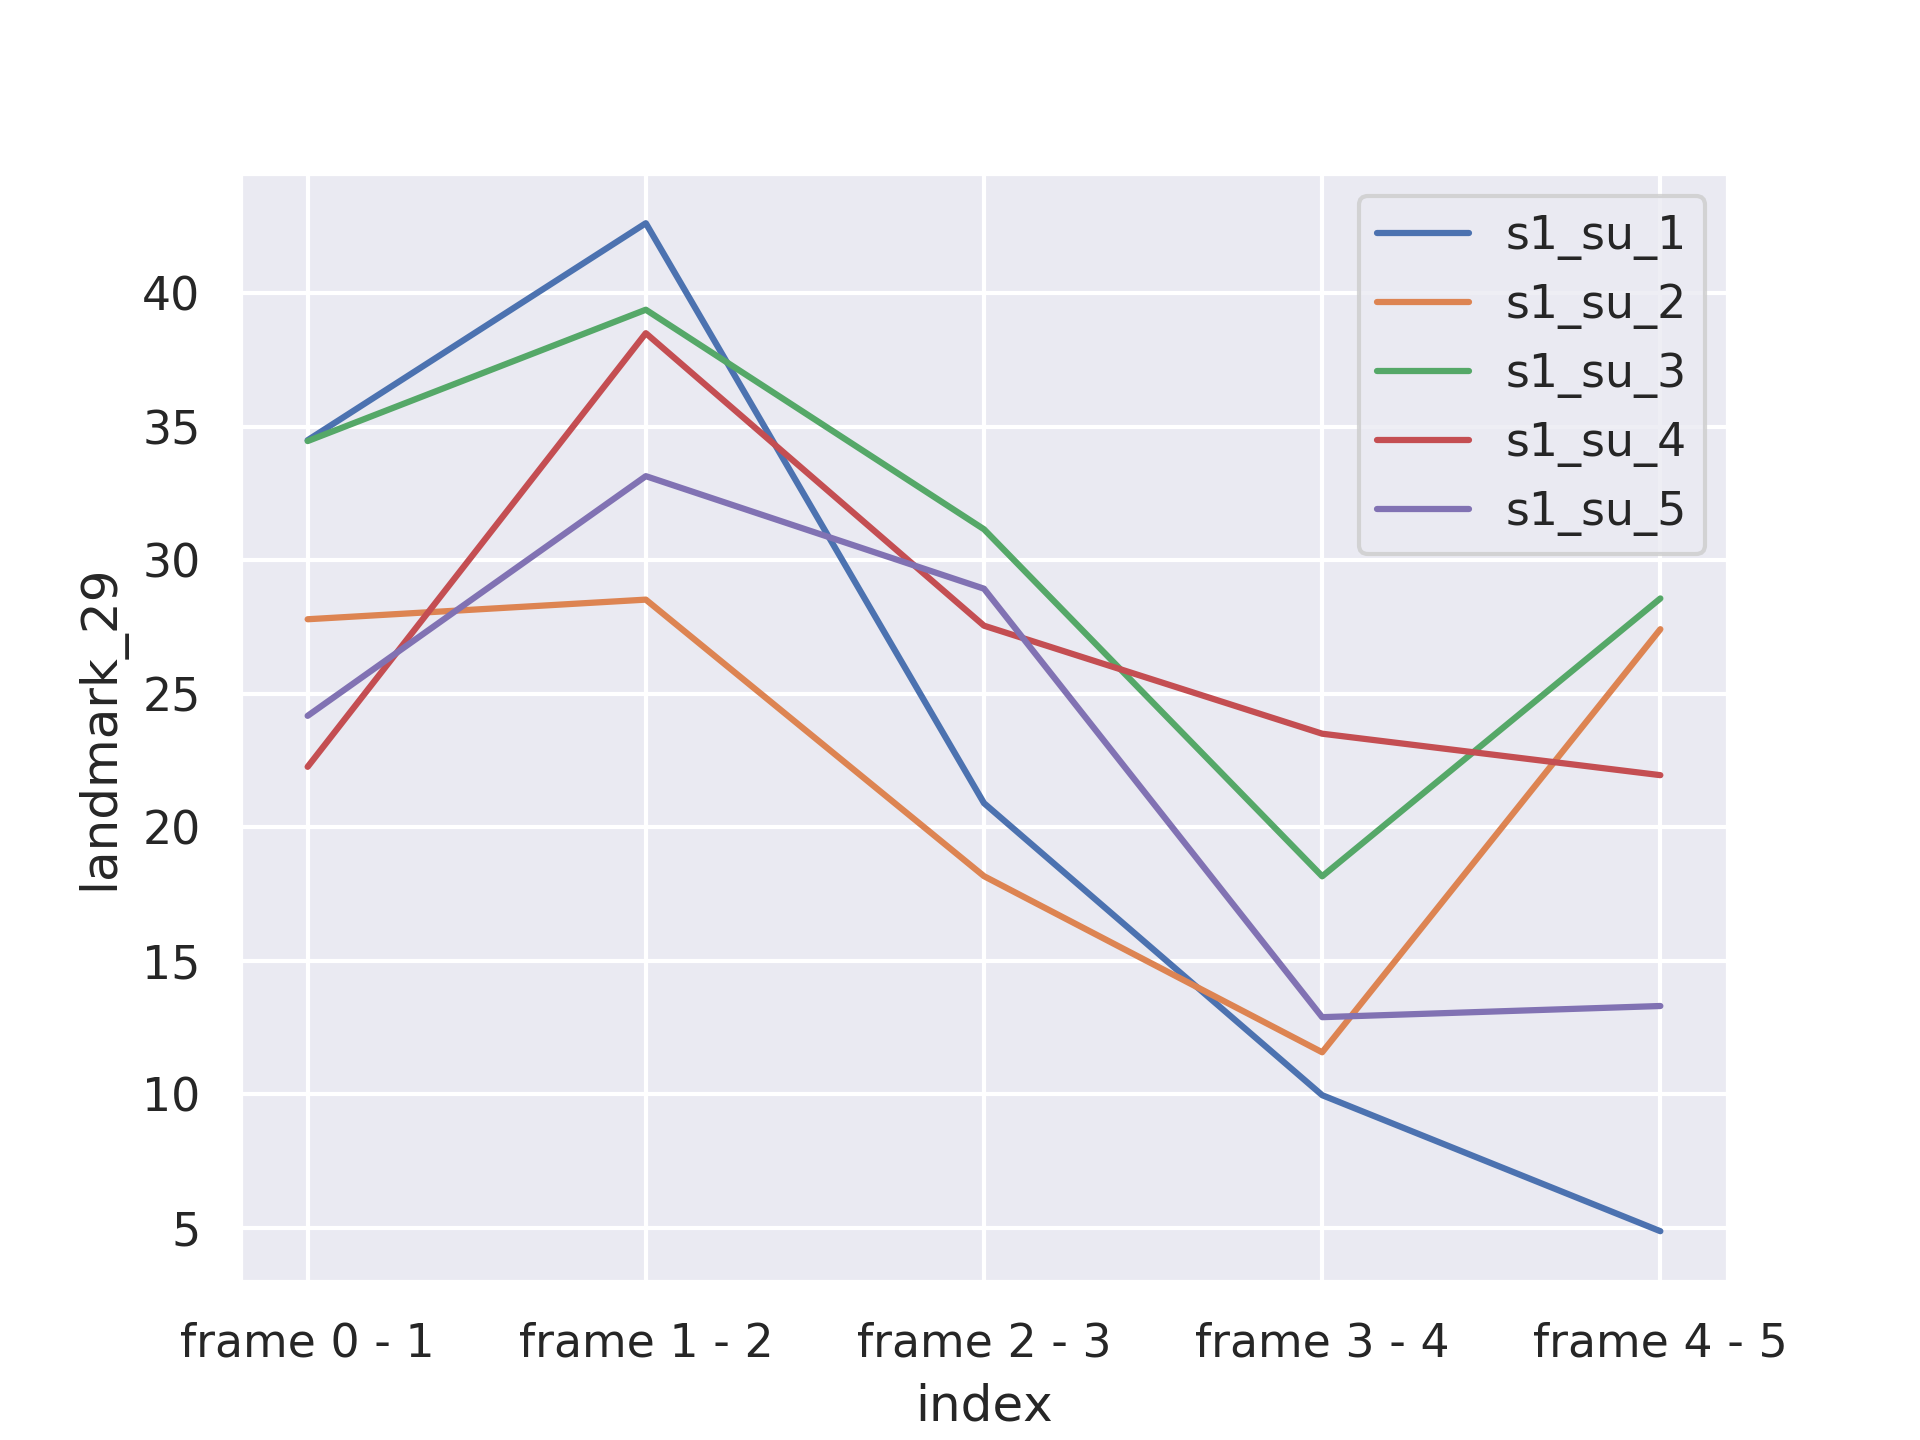 s1_su_1
s1_su_2
s1_su_3
s1_su_4
s1_su_5
landmark_29
40
35
30
25
20
15
10
5
frame 0 - 1
frame 1 - 2
frame 2 - 3
frame 3 - 4
frame 4 - 5
index